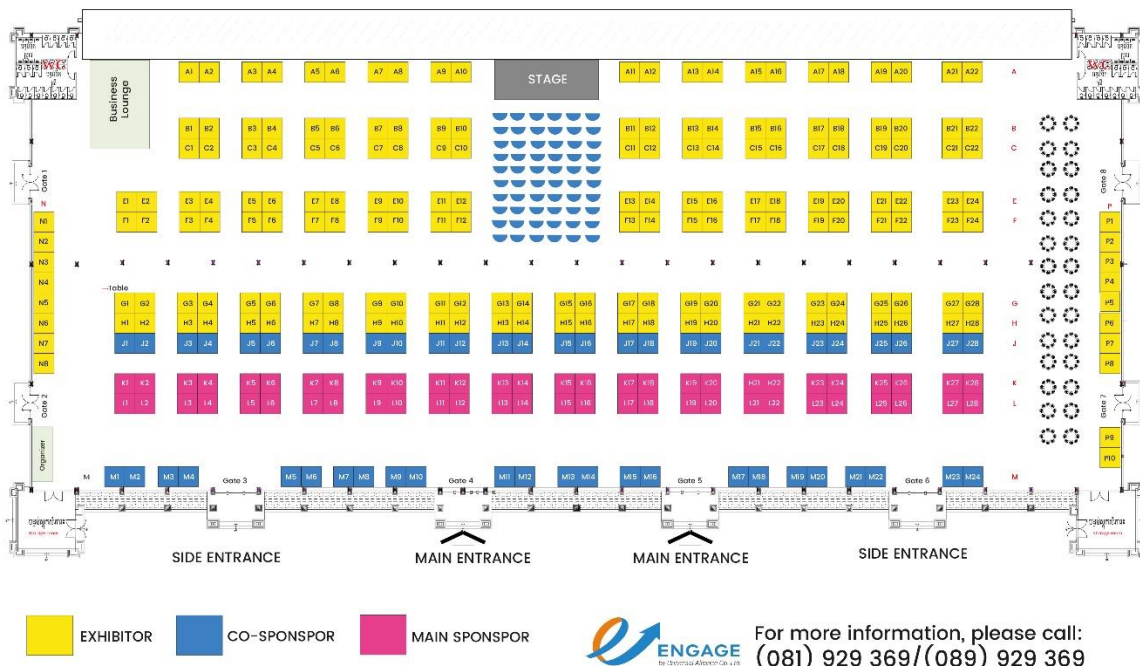 WC
WC
A1 A2 A3 A4 A5 A6 A7 A8 A9 A10 STAGE A11 A12 A13 A14 A15 A16 A17 A18 A19 A20 A21 A22 A
Business
Lounge
B1 B2 B3 B4 B5 B6 B7 B8 B9 B10 B11 B12 B13 B14 B15 B16 B17 B18 B19 B20 B21 B22 B
C1 C2 C3 C4 C5 C6 C7 C8 C9 C10 C11 C12 C13 C14 C15 C16 C17 C18 C19 C20 C21 C22 C
Gate 1
Gate 8
E1 E2 E3 E4 E5 E6 E7 E8 E9 E10 E11 E12 E13 E14 E15 E16 E17 E18 E19 E20 E21 E22 E23 E24 E
F1 F2 F3 F4 F5 F6 F7 F8 F9 F10 F11 F12 F13 F14 F15 F16 F17 F18 F19 F20 F21 F22 F23 F24 F
N
N1
N2
N3
N4
N5
N6
N7
N8
P
P1
P2
P3
P4
P5
P6
P7
P8
Table
G1 G2 G3 G4 G5 G6 G7 G8 G9 G10 G11 G12 G13 G14 G15 G16 G17 G18 G19 G20 G21 G22 G23 G24 G25 G26 G27 G28 G
H1 H2 H3 H4 H5 H6 H7 H8 H9 H10 H11 H12 H13 H14 H15 H16 H17 H18 H19 H20 H21 H22 H23 H24 H25 H26 H27 H28 H
J1 J2 J3 J4 J5 J6 J7 J8 J9 J10 J11 J12 J13 J14 J15 J16 J17 J18 J19 J20 J21 J22 J23 J24 J25 J26 J27 J28 J
K1 K2 K3 K4 K5 K6 K7 K8 K9 K10 K11 K12 K13 K14 K15 K16 K17 K18 K19 K20 H21 H22 K23 K24 K25 K26 K27 K28 K
L1 L2 L3 L4 L5 L6 L7 L8 L9 L10 L11 L12 L13 L14 L15 L16 L17 L18 L19 L20 L21 L22 L23 L24 L25 L26 L27 L28 L
Gate 2
Gate 7
Organizer
P9
P10
M M1 M2 M3 M4 Gate 3 M5 M6 M7 M8 M9 M10 Gate 4 M11 M12 M13 M14 M15 M16 Gate 5 M17 M18 M19 M20 M21 M22 Gate 6 M23 M24 M
SIDE ENTRANCE MAIN ENTRANCE MAIN ENTRANCE SIDE ENTRANCE
EXHIBITOR CO-SPONSPOR MAIN SPONSPOR
ENGAGE
by Universal Alliance Co., Ltd
For more information, please call:
(081) 929 369/(089) 929 369